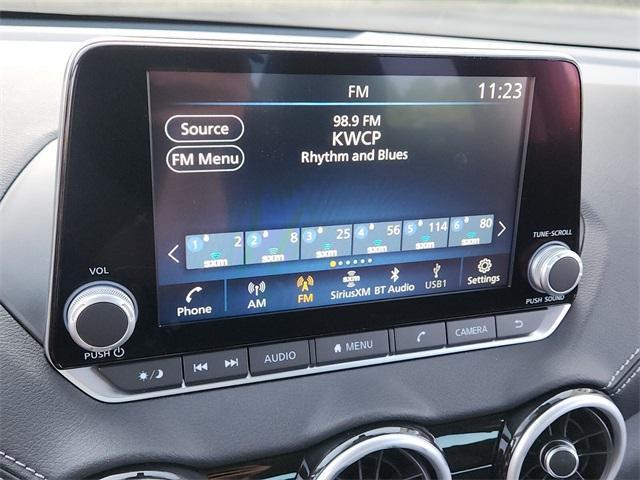 FM 11:23
98.9 FM
Source KWCP
FM Menu Rhythm and Blues
1 2 2 8 3 25 4 56 5 114 6 80
sxm sxm sxm sxm sxm sxm
TUNE·SCROLL
VOL
Phone AM FM SiriusXM BT Audio USB1 Settings
PUSH SOUND
PUSH
AUDIO MENU CAMERA